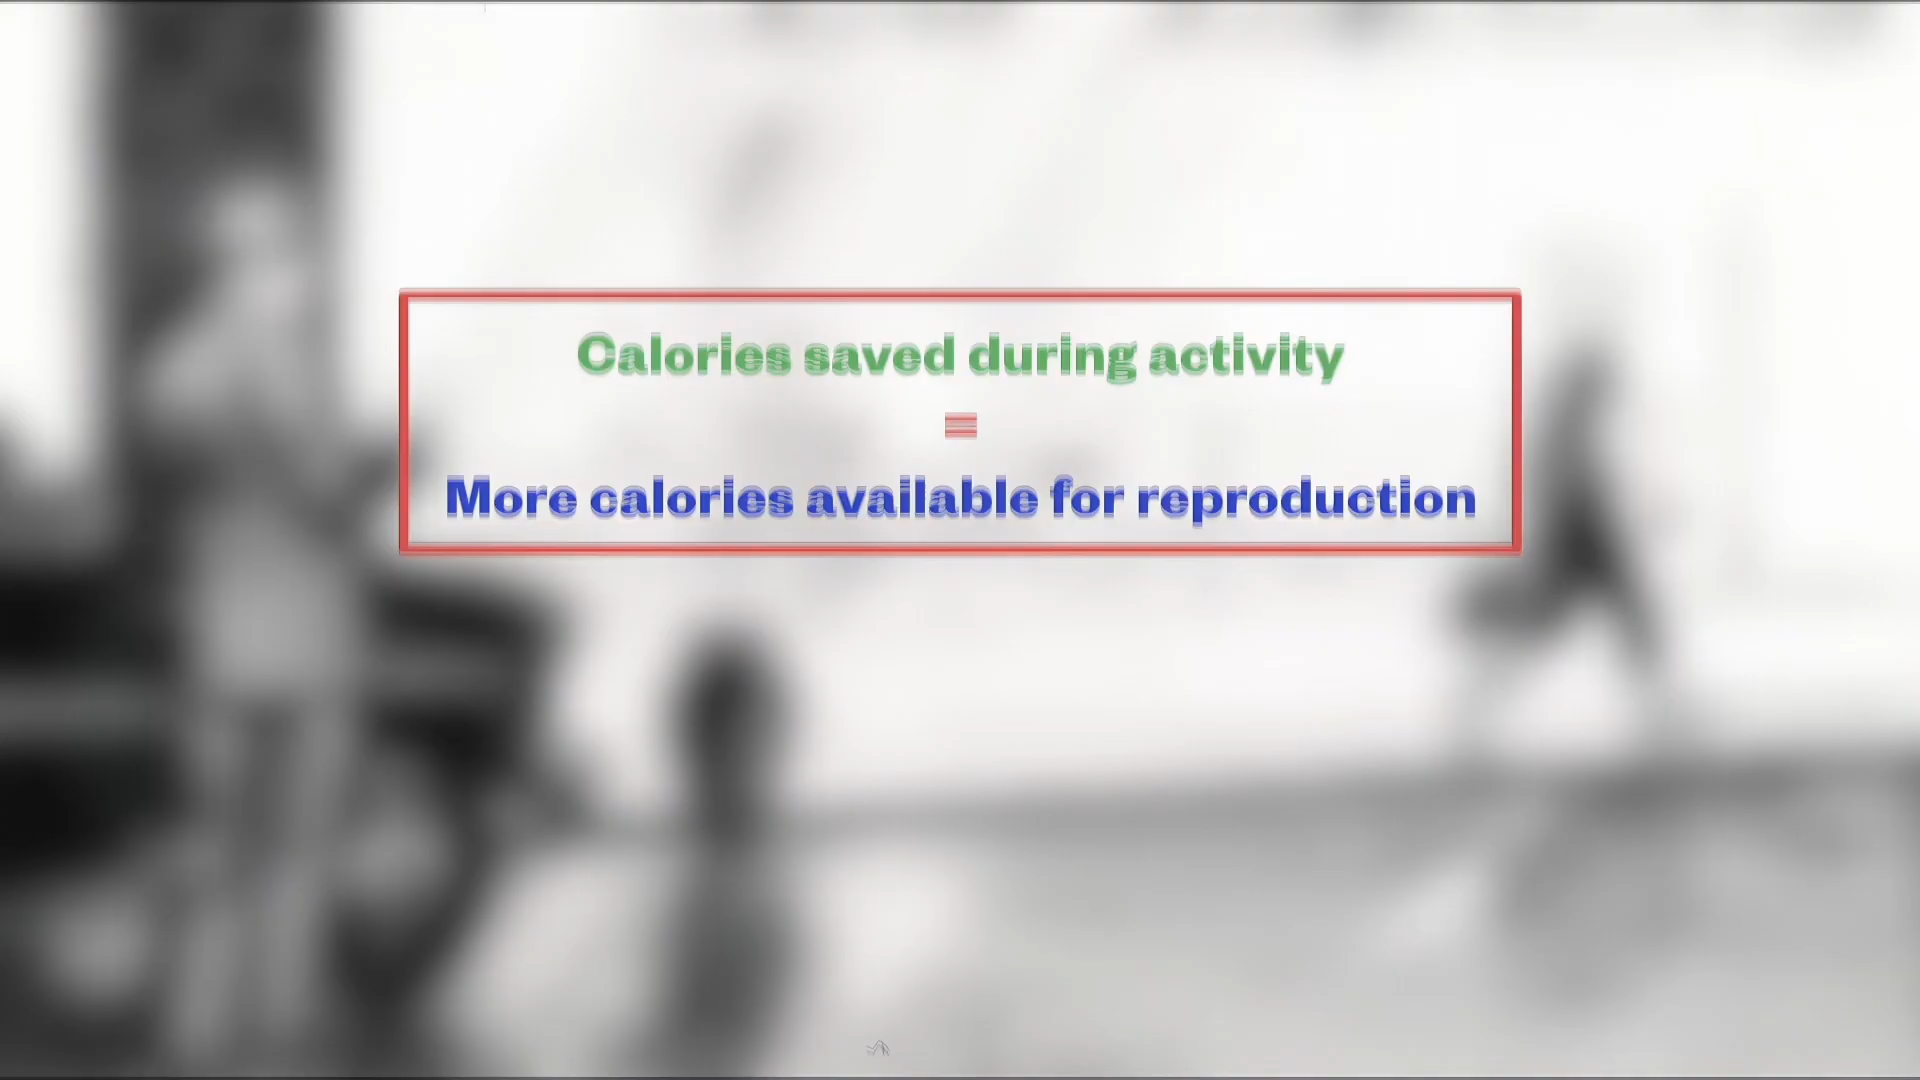 Calories saved during activity
=
More calories available for reproduction